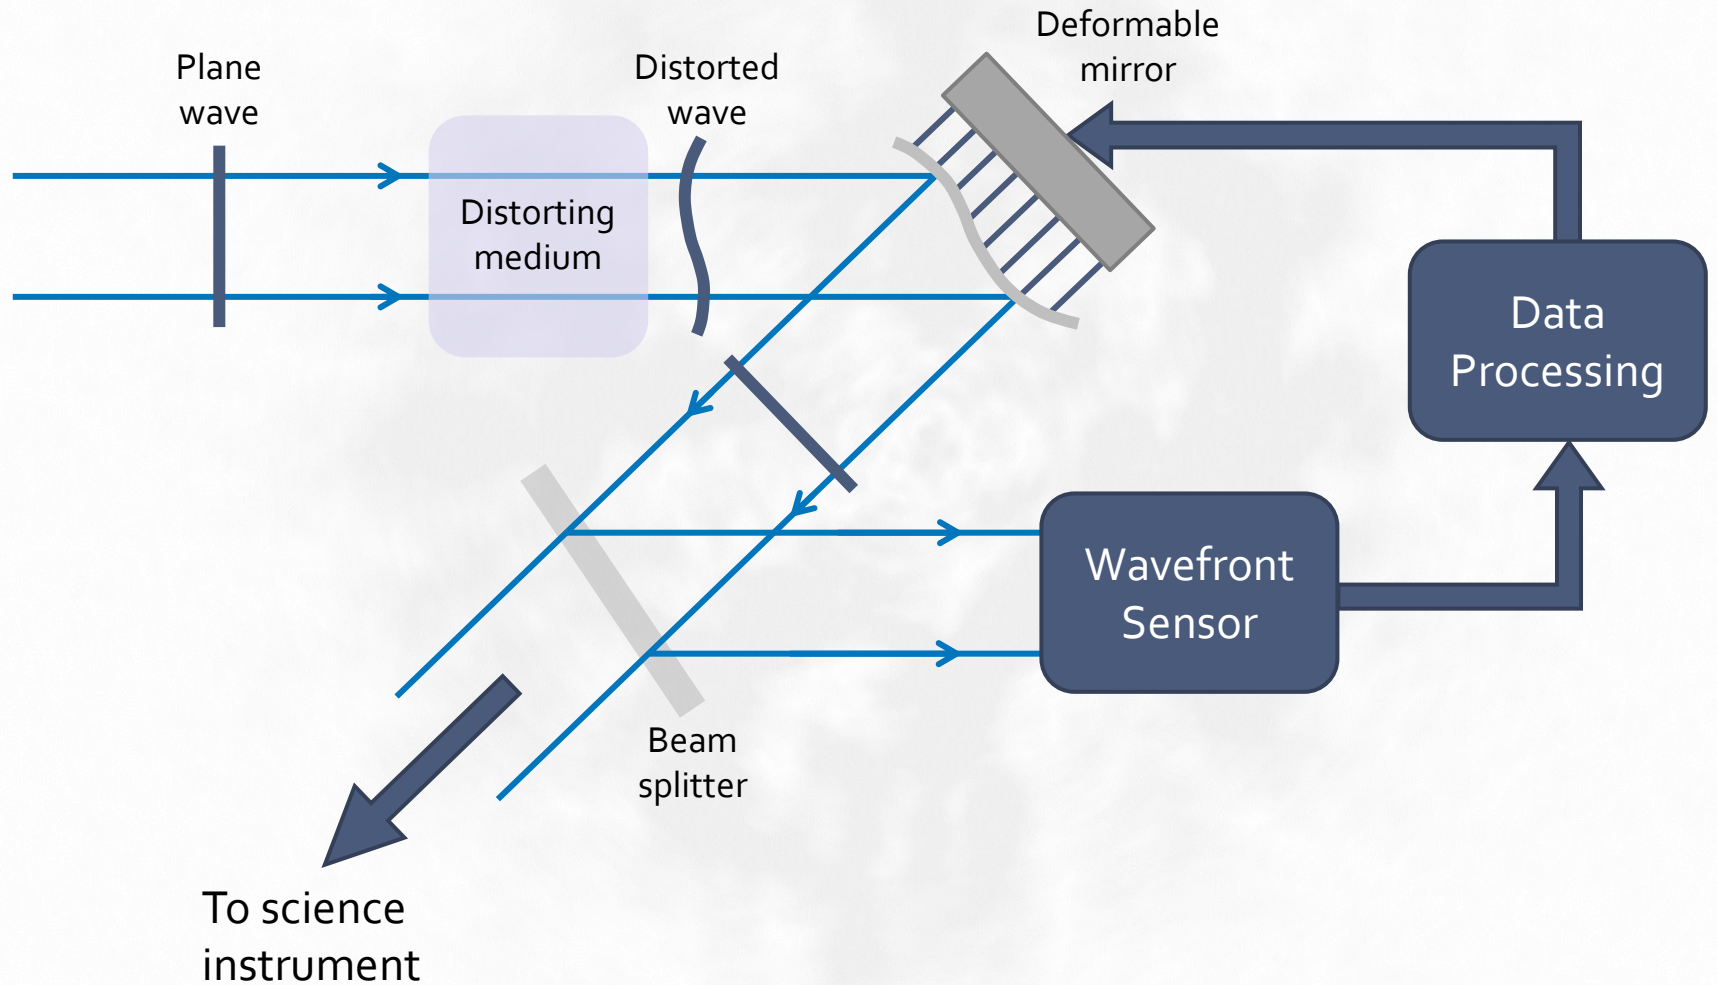 Plane
wave
Distorting
medium
Distorted
wave
Deformable
mirror
Data
Processing
Wavefront
Sensor
Beam
splitter
To science
instrument